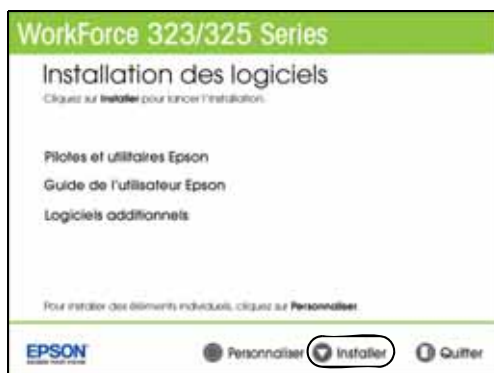 WorkForce 323/325 Series
Installation des logiciels
Cliquez sur Installer pour lancer l'installation.
Pilotes et utilitaires Epson
Guide de l'utilisateur Epson
Logiciels additionnels
Pour installer des éléments individuels, cliquez sur Personnaliser.
EPSON Personnaliser Installer Quitter